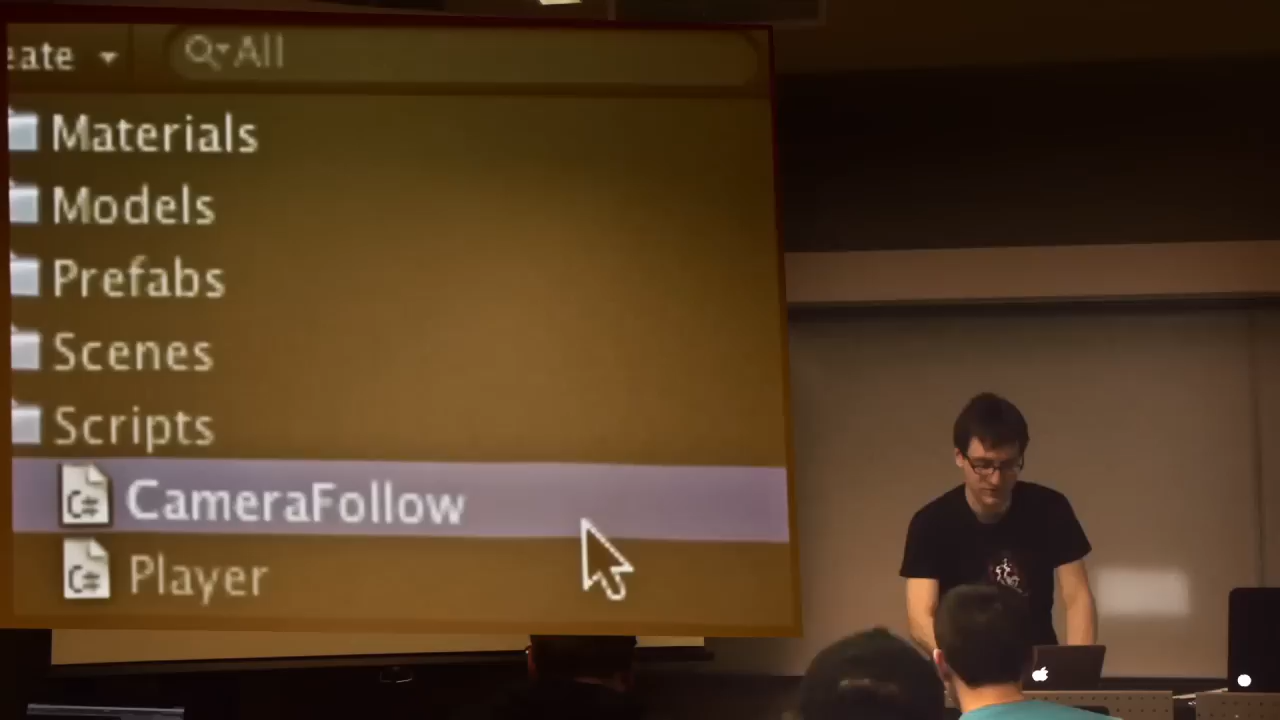 eate
All
Materials
Models
Prefabs
Scenes
Scripts
C# CameraFollow
C# Player